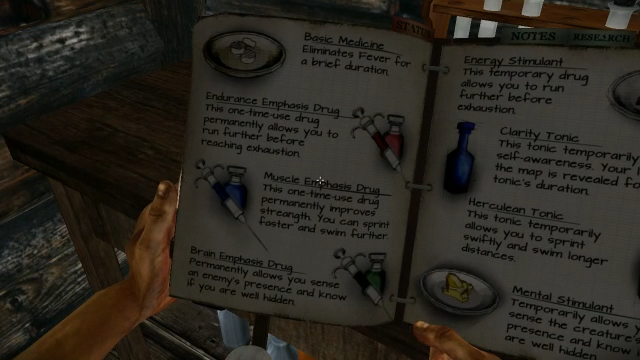 STATUS
NOTES
RESEARCH
Basic Medicine
Eliminates Fever for
a brief duration.
Endurance Emphasis Drug
This one-time-use drug
permanently allows you to
run further before
reaching exhaustion.
Muscle Emphasis Drug
This one-time-use drug
permanently improves
streangth. You can sprint
faster and swim further.
Brain Emphasis Drug
Permanently allows you sense
an enemy's presence and know
if you are well hidden.
Energy Stimulant
This temporary drug
allows you to run
further before
exhaustion.
Clarity Tonic
This tonic temporarily
self-awareness. Your
the map is revealed fo
tonic's duration.
Herculean Tonic
This tonic temporarily
allows you to sprint
swiftly and swim longer
distances.
Mental Stimulant
Temporarily allows y
sense the creature
presence and know
are well hidden